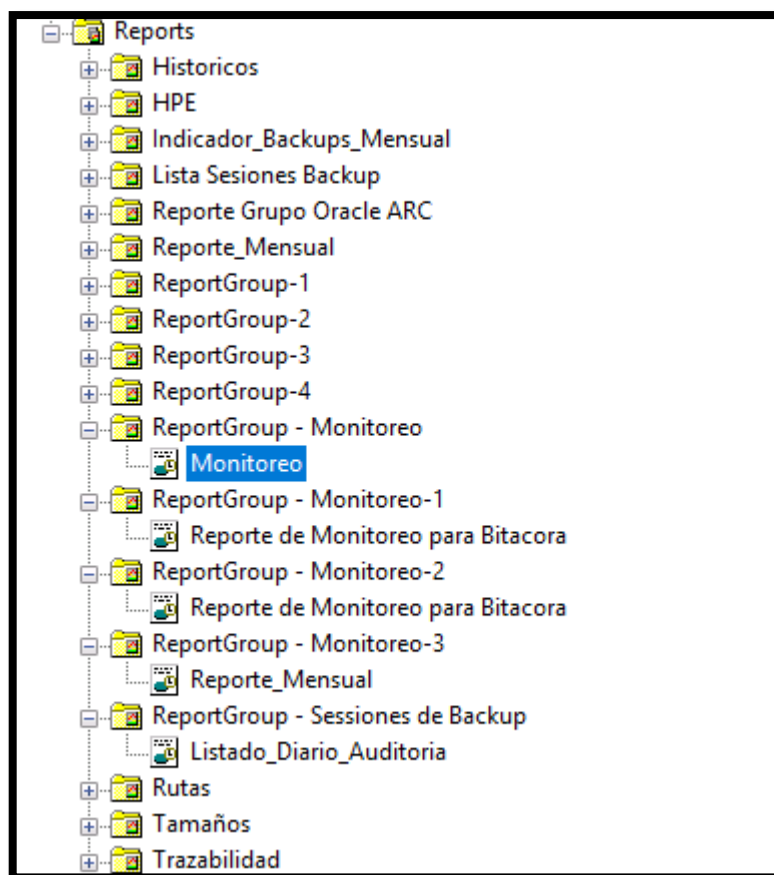 Reports
Historicos
HPE
Indicador_Backups_Mensual
Lista Sesiones Backup
Reporte Grupo Oracle ARC
Reporte_Mensual
ReportGroup-1
ReportGroup-2
ReportGroup-3
ReportGroup-4
ReportGroup - Monitoreo
Monitoreo
ReportGroup - Monitoreo-1
Reporte de Monitoreo para Bitacora
ReportGroup - Monitoreo-2
Reporte de Monitoreo para Bitacora
ReportGroup - Monitoreo-3
Reporte_Mensual
ReportGroup - Sessiones de Backup
Listado_Diario_Auditoria
Rutas
Tamaños
Trazabilidad